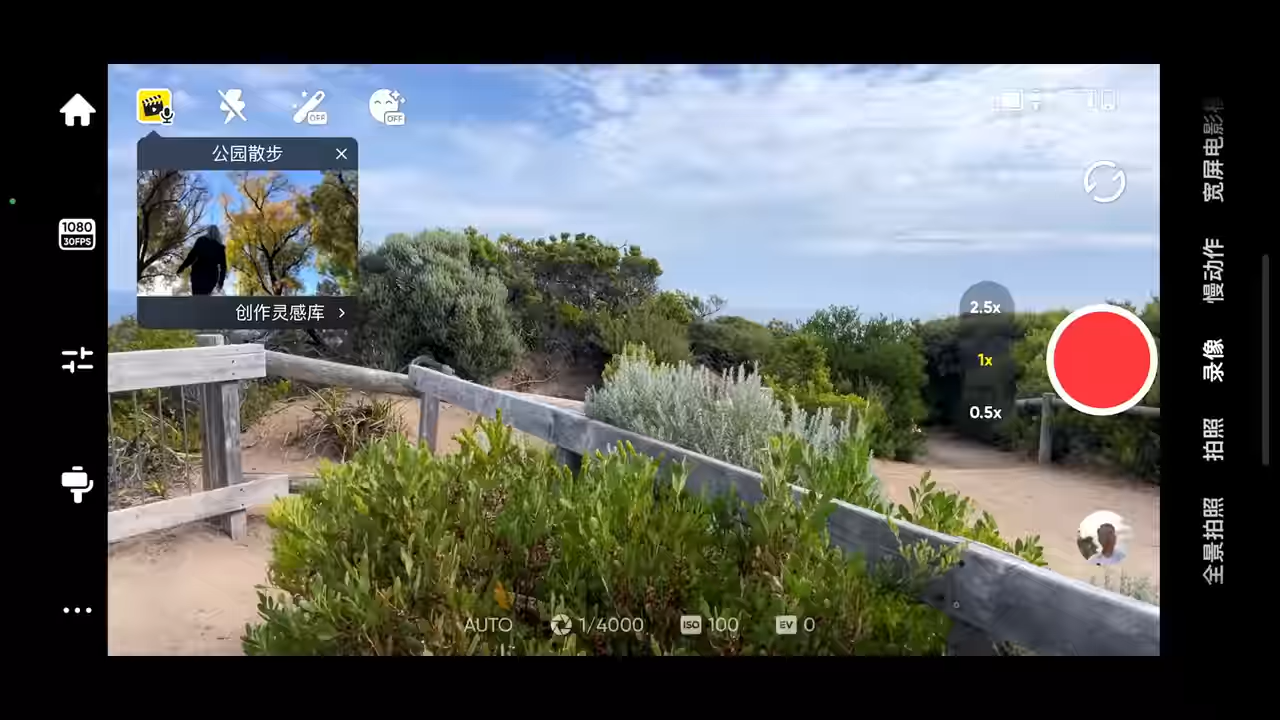 OFF
OFF
公园散步
创作灵感库
1080
30FPS
2.5x
1x
0.5x
AUTO
1/4000
ISO
100
EV
0
宽屏电影
慢动作
录像
拍照
全景拍照